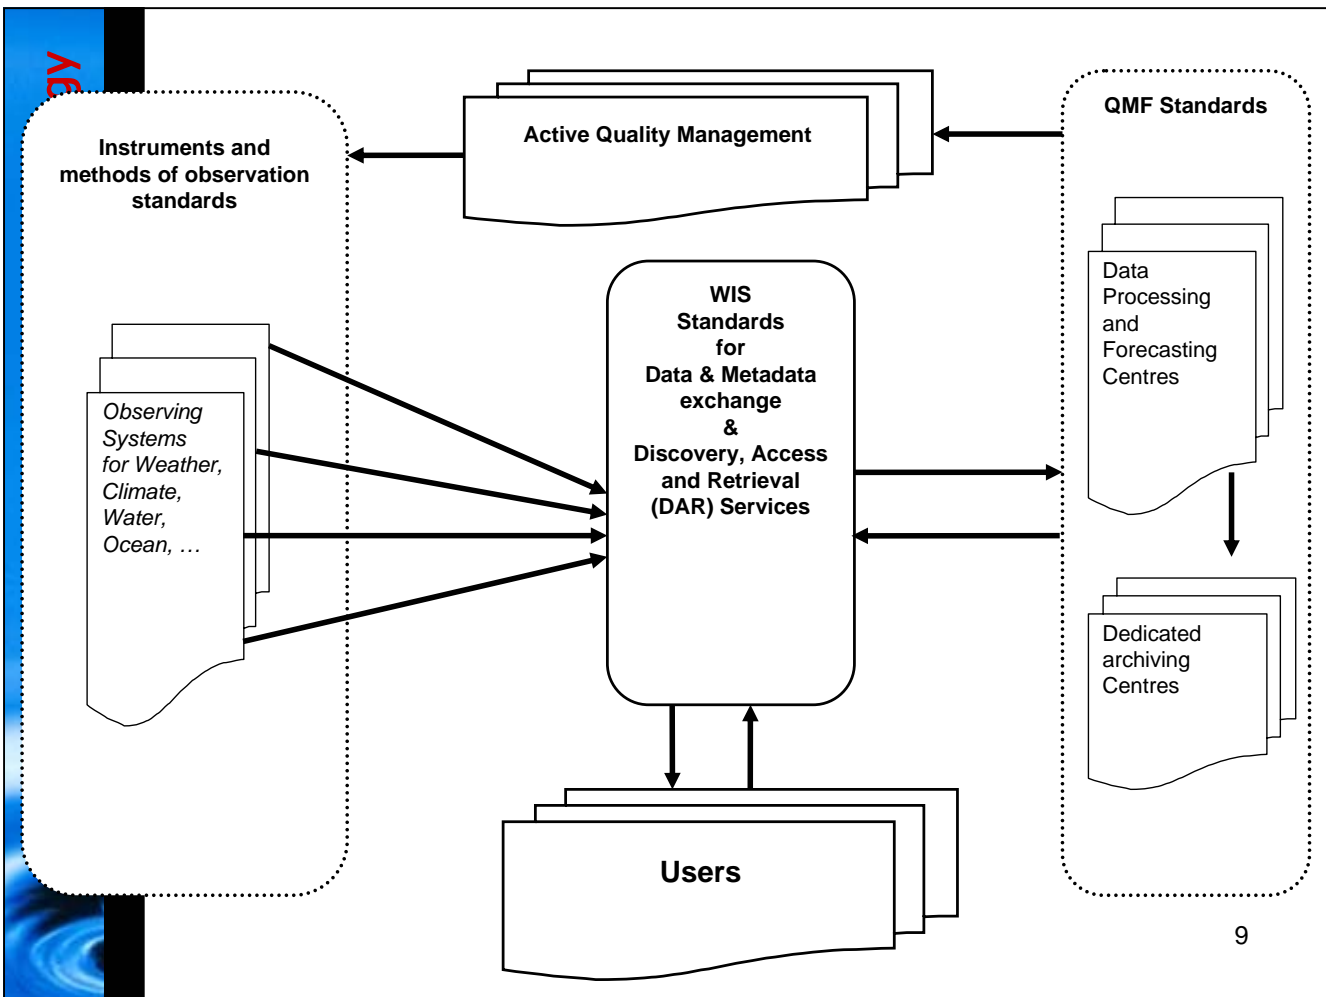 Instruments and
methods of observation
standards
Active Quality Management
QMF Standards
WIS
Standards
for
Data & Metadata
exchange
&
Discovery, Access
and Retrieval
(DAR) Services
Observing
Systems
for Weather,
Climate,
Water,
Ocean, …
Data
Processing
and
Forecasting
Centres
Dedicated
archiving
Centres
Users
9